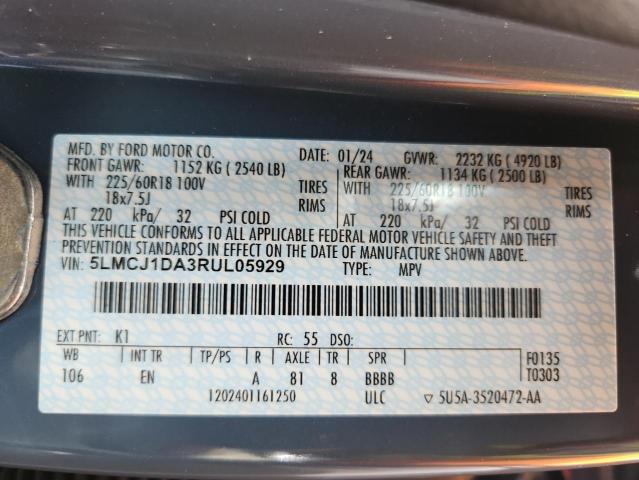 MFD. BY FORD MOTOR CO.
DATE: 01/24 GVWR: 2232 KG ( 4920 LB)
FRONT GAWR: 1152 KG ( 2540 LB)
REAR GAWR: 1134 KG ( 2500 LB)
WITH 225/60R18 100V TIRES
WITH 225/60R18 100V TIRES
18x7.5J RIMS
18x7.5J RIMS
AT 220 kPa/ 32 PSI COLD
AT 220 kPa/ 32 PSI COLD
THIS VEHICLE CONFORMS TO ALL APPLICABLE FEDERAL MOTOR VEHICLE SAFETY AND THEFT
PREVENTION STANDARDS IN EFFECT ON THE DATE OF MANUFACTURE SHOWN ABOVE.
VIN: 5LMCJ1DA3RUL05929 TYPE: MPV
EXT PNT: K1 RC: 55 DSO: F0135
WB INT TR TP/PS R AXLE TR SPR T0303
106 EN A 81 8 BBBB
1202401161250 ULC ▽ 5U5A-3520472-AA